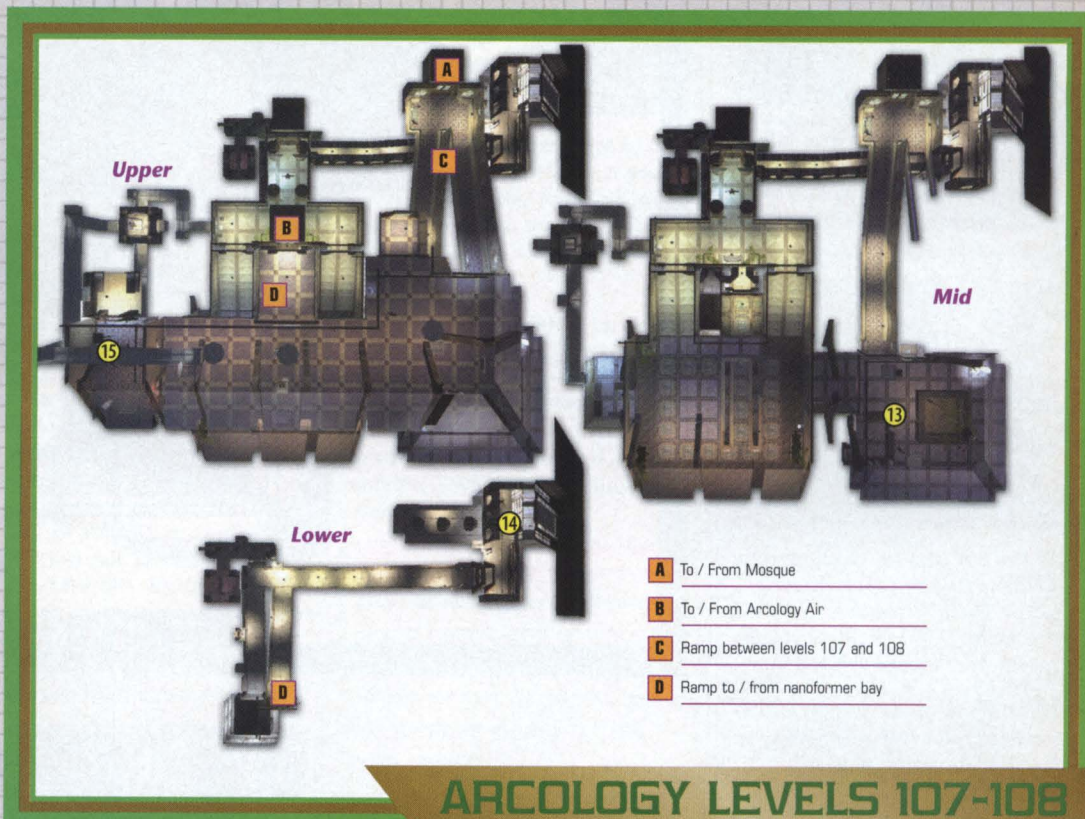 A
C
Upper
B
D
15
Mid
13
Lower
14
D
A To / From Mosque
B To / From Arcology Air
C Ramp between levels 107 and 108
D Ramp to / from nanoformer bay
ARCOLOGY LEVELS 107-108